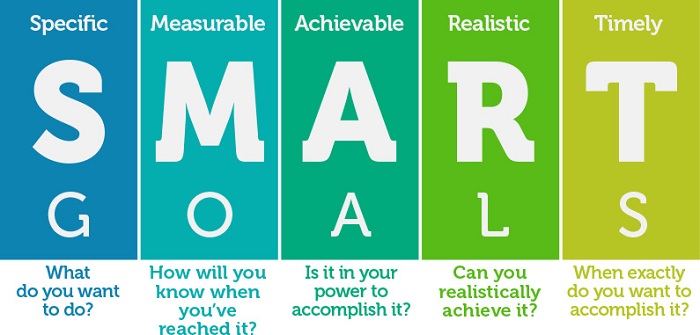 Specific Measurable Achievable Realistic Timely
SMART
GOALS
What
do you want
to do?
How will you
know when
you've
reached it?
Is it in your
power to
accomplish it?
Can you
realistically
achieve it?
When exactly
do you want to
accomplish it?